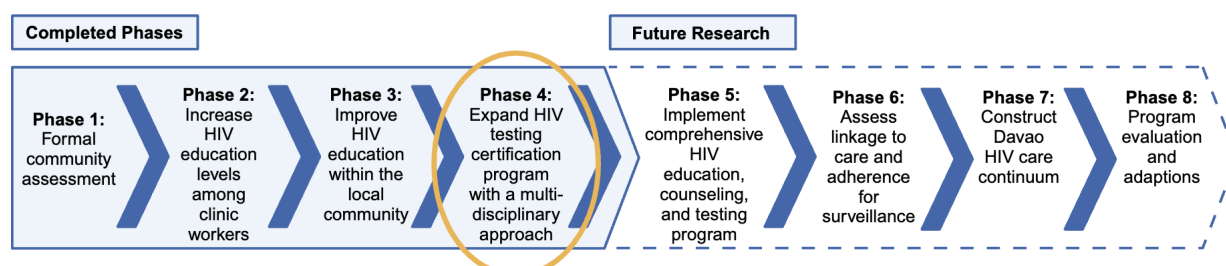 Completed Phases
Future Research
Phase 1:
Formal
community
assessment
Phase 2:
Increase
HIV
education
levels
among
clinic
workers
Phase 3:
Improve
HIV
education
within the
local
community
Phase 4:
Expand HIV
testing
certification
program
with a multi-
disciplinary
approach
Phase 5:
Implement
comprehensive
HIV
education,
counseling,
and testing
program
Phase 6:
Assess
linkage to
care and
adherence
for
surveillance
Phase 7:
Construct
Davao
HIV care
continuum
Phase 8:
Program
evaluation
and
adaptions